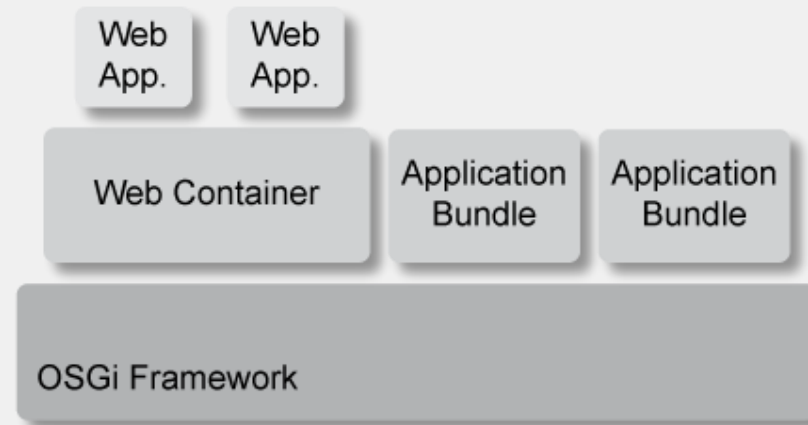 Web
App.
Web
App.
Web Container
Application
Bundle
Application
Bundle
OSGi Framework